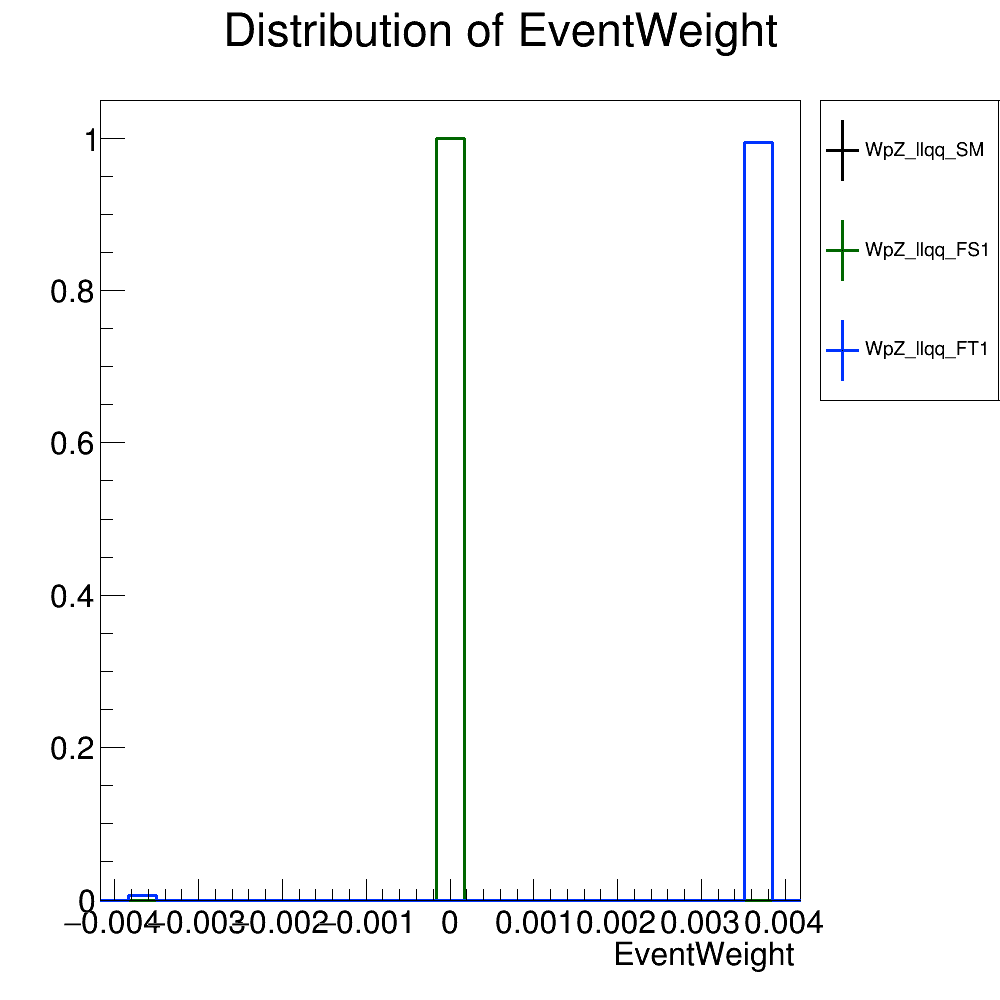 Distribution of EventWeight
1
0.8
0.6
0.4
0.2
0
−0.004 −0.003 −0.002 −0.001 0 0.001 0.002 0.003 0.004
EventWeight
WpZ_llqq_SM
WpZ_llqq_FS1
WpZ_llqq_FT1